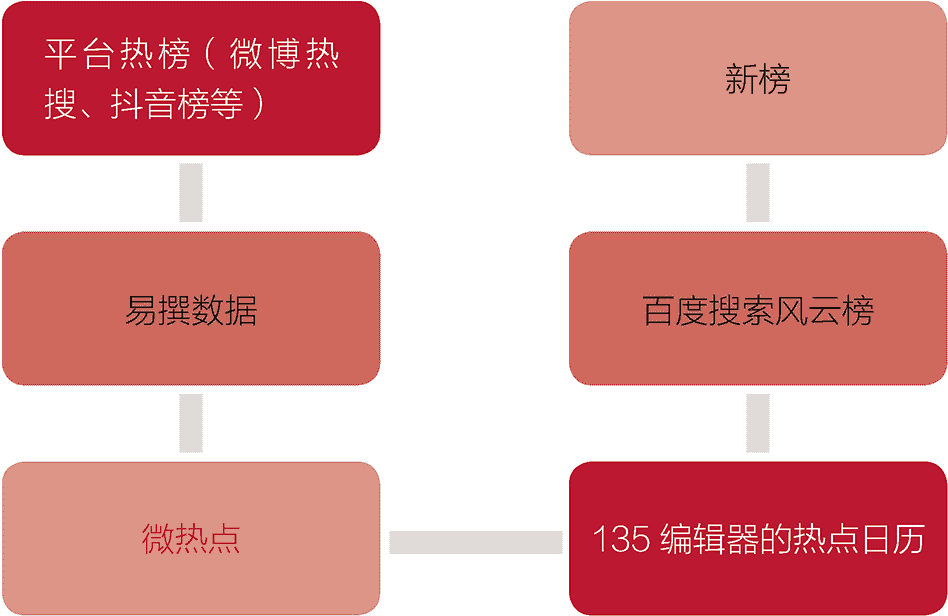 平台热榜（微博热
搜、抖音榜等）
新榜
易撰数据
百度搜索风云榜
微热点
135 编辑器的热点日历